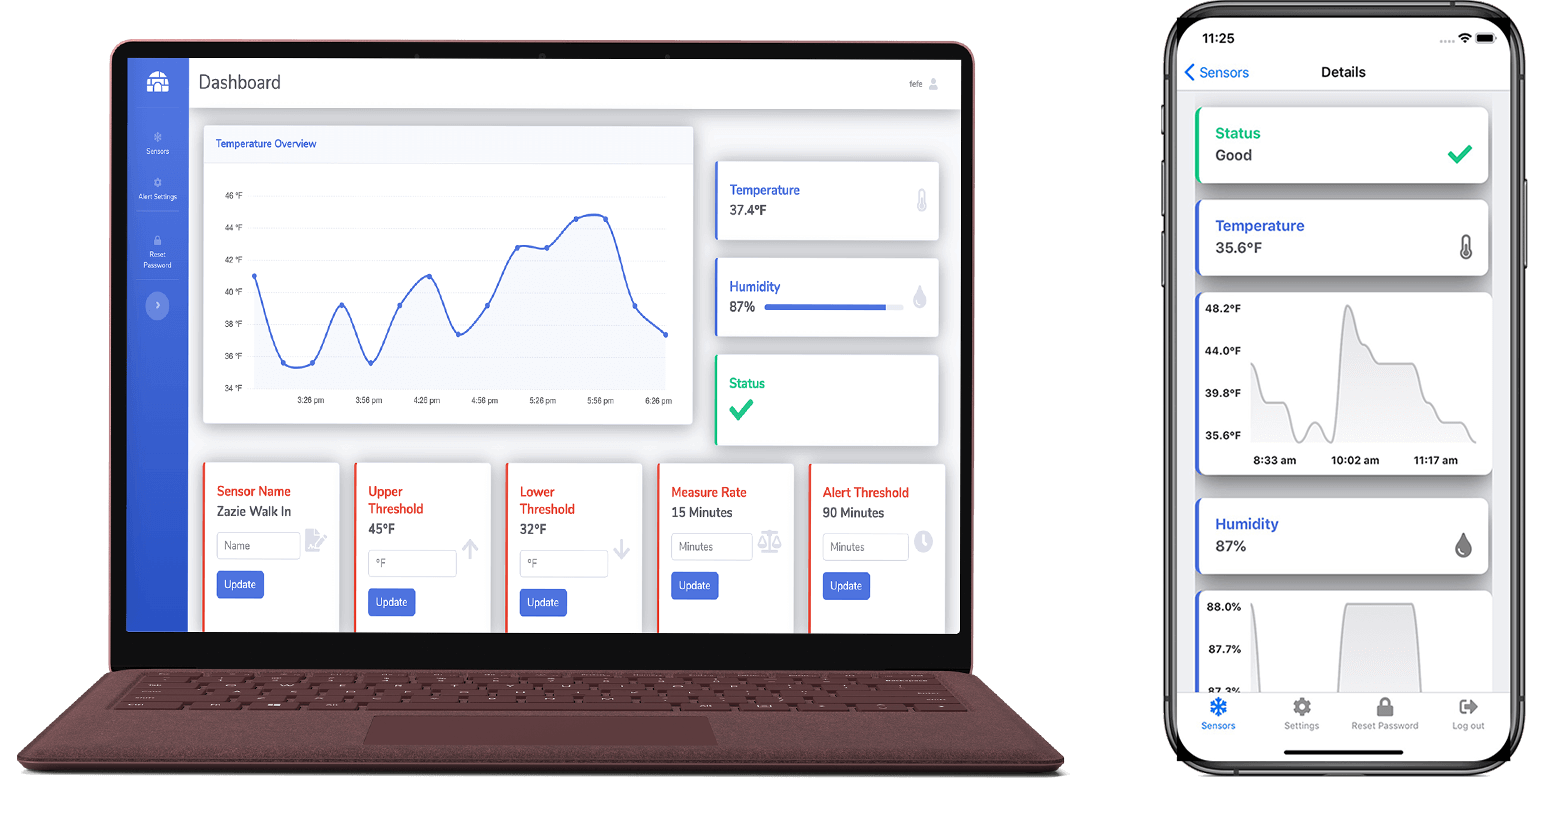 Dashboard
fefe
Sensors
Alert Settings
Reset
Password
Temperature Overview
46 °F
44 °F
42 °F
40 °F
38 °F
36 °F
34 °F
3:26 pm
3:56 pm
4:26 pm
4:56 pm
5:26 pm
5:56 pm
6:26 pm
Temperature
37.4°F
Humidity
87%
Status
Sensor Name
Zazie Walk In
Name
Update
Upper
Threshold
45°F
°F
Update
Lower
Threshold
32°F
°F
Update
Measure Rate
15 Minutes
Minutes
Update
Alert Threshold
90 Minutes
Minutes
Update
11:25
Sensors
Details
Status
Good
Temperature
35.6°F
48.2°F
44.0°F
39.8°F
35.6°F
8:33 am
10:02 am
11:17 am
Humidity
87%
88.0%
87.7%
87.3%
Sensors
Settings
Reset Password
Log out